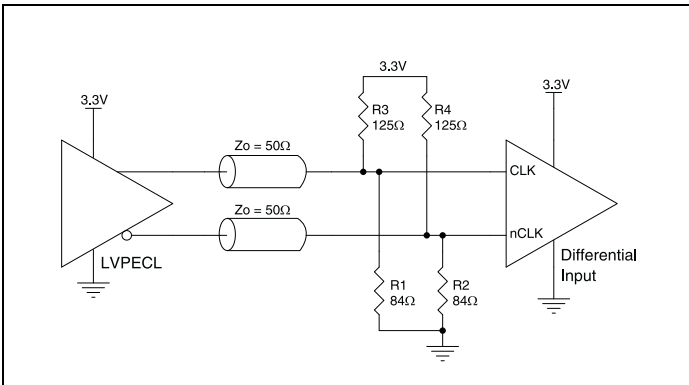 3.3V
3.3V
3.3V
R3
125Ω
R4
125Ω
Zo = 50Ω
CLK
Zo = 50Ω
nCLK
LVPECL
Differential
Input
R1
84Ω
R2
84Ω